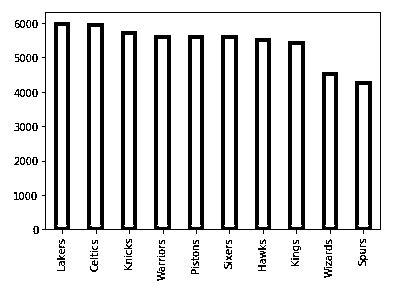 6000
5000
4000
3000
2000
1000
0
Lakers
Celtics
Knicks
Warriors
Pistons
Sixers
Hawks
Kings
Wizards
Spurs